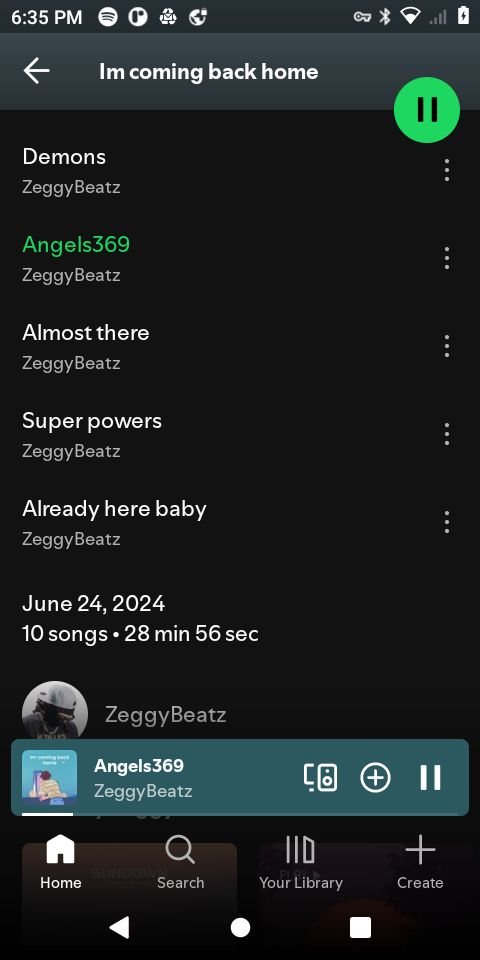 6:35 PM
Im coming back home
Demons
ZeggyBeatz
Angels369
ZeggyBeatz
Almost there
ZeggyBeatz
Super powers
ZeggyBeatz
Already here baby
ZeggyBeatz
June 24, 2024
10 songs • 28 min 56 sec
ZeggyBeatz
im coming back
home
Angels369
ZeggyBeatz
SUNDOWN
PLAY
Home
Search
Your Library
Create